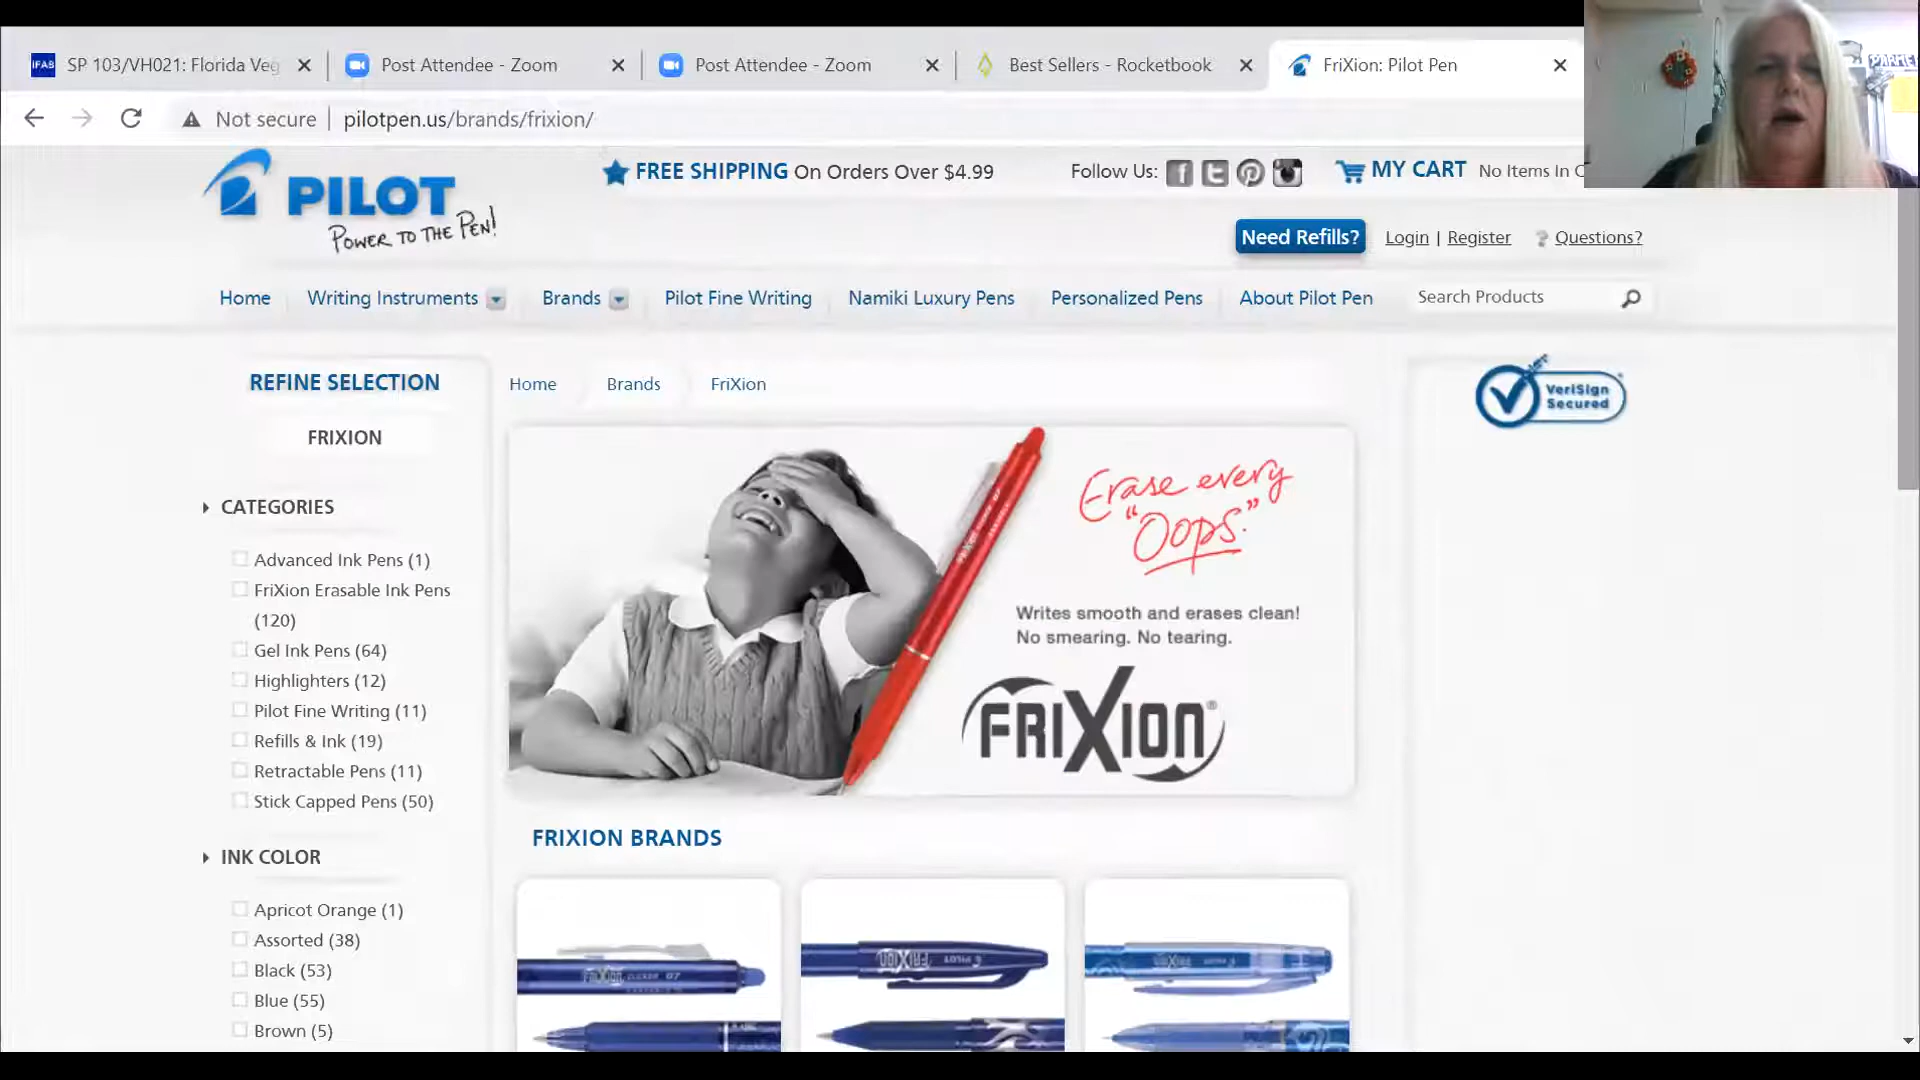 SP 103/VH021: Florida Veg
Post Attendee - Zoom
Post Attendee - Zoom
Best Sellers - Rocketbook
FriXion: Pilot Pen
Not secure
pilotpen.us/brands/frixion/
PILOT
POWER TO THE PEN!
FREE SHIPPING On Orders Over $4.99
Follow Us:
MY CART No Items In C
Need Refills?
Login | Register
Questions?
Home
Writing Instruments
Brands
Pilot Fine Writing
Namiki Luxury Pens
Personalized Pens
About Pilot Pen
Search Products
REFINE SELECTION
FRIXION
CATEGORIES
Advanced Ink Pens (1)
FriXion Erasable Ink Pens
(120)
Gel Ink Pens (64)
Highlighters (12)
Pilot Fine Writing (11)
Refills & Ink (19)
Retractable Pens (11)
Stick Capped Pens (50)
INK COLOR
Apricot Orange (1)
Assorted (38)
Black (53)
Blue (55)
Brown (5)
Home
Brands
FriXion
Erase every
"Oops."
Writes smooth and erases clean!
No smearing. No tearing.
FRIXION®
FRIXION BRANDS
FRIXION CLICKER 07
FRIXION PILOT
FRIXION
VeriSign
Secured